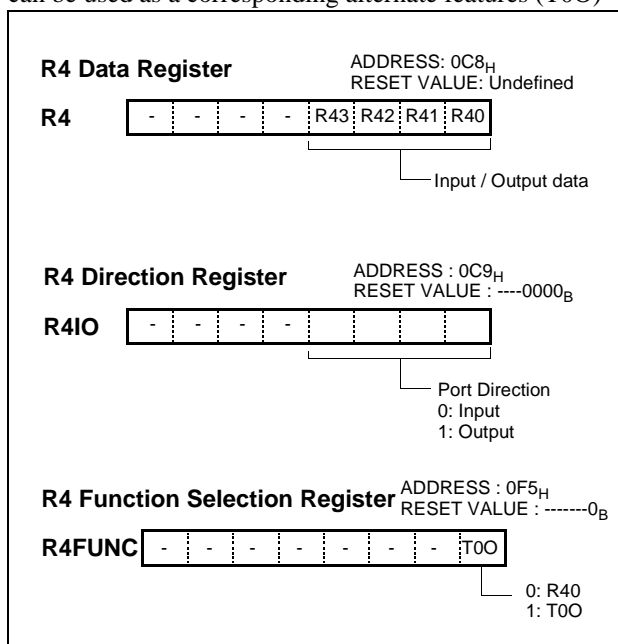 can be used as a corresponding alternate features (T0O)
R4 Data Register
ADDRESS: 0C8H
RESET VALUE: Undefined
R4 - - - - R43 R42 R41 R40
Input / Output data
R4 Direction Register
ADDRESS : 0C9H
RESET VALUE : ----0000B
R4IO - - - -
Port Direction
0: Input
1: Output
R4 Function Selection Register
ADDRESS : 0F5H
RESET VALUE : -------0B
R4FUNC - - - - - - - T0O
0: R40
1: T0O